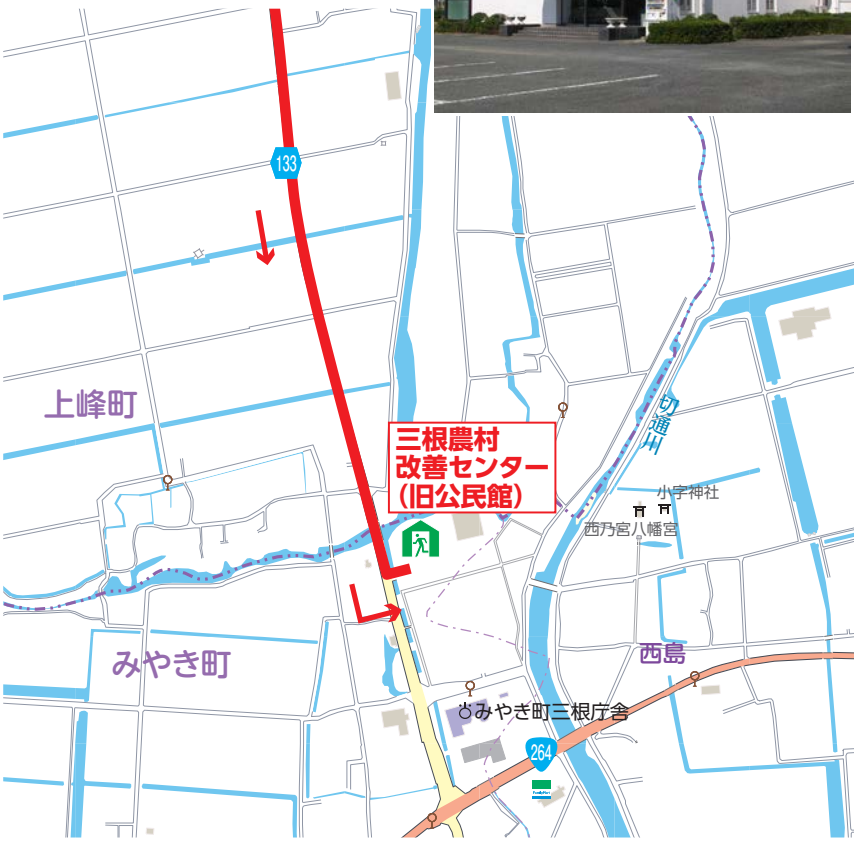 133
上峰町
三根農村
改善センター
(旧公民館)
切通川
小字神社
西乃宮八幡宮
みやき町
西島
みやき町三根庁舎
264
FamilyMart